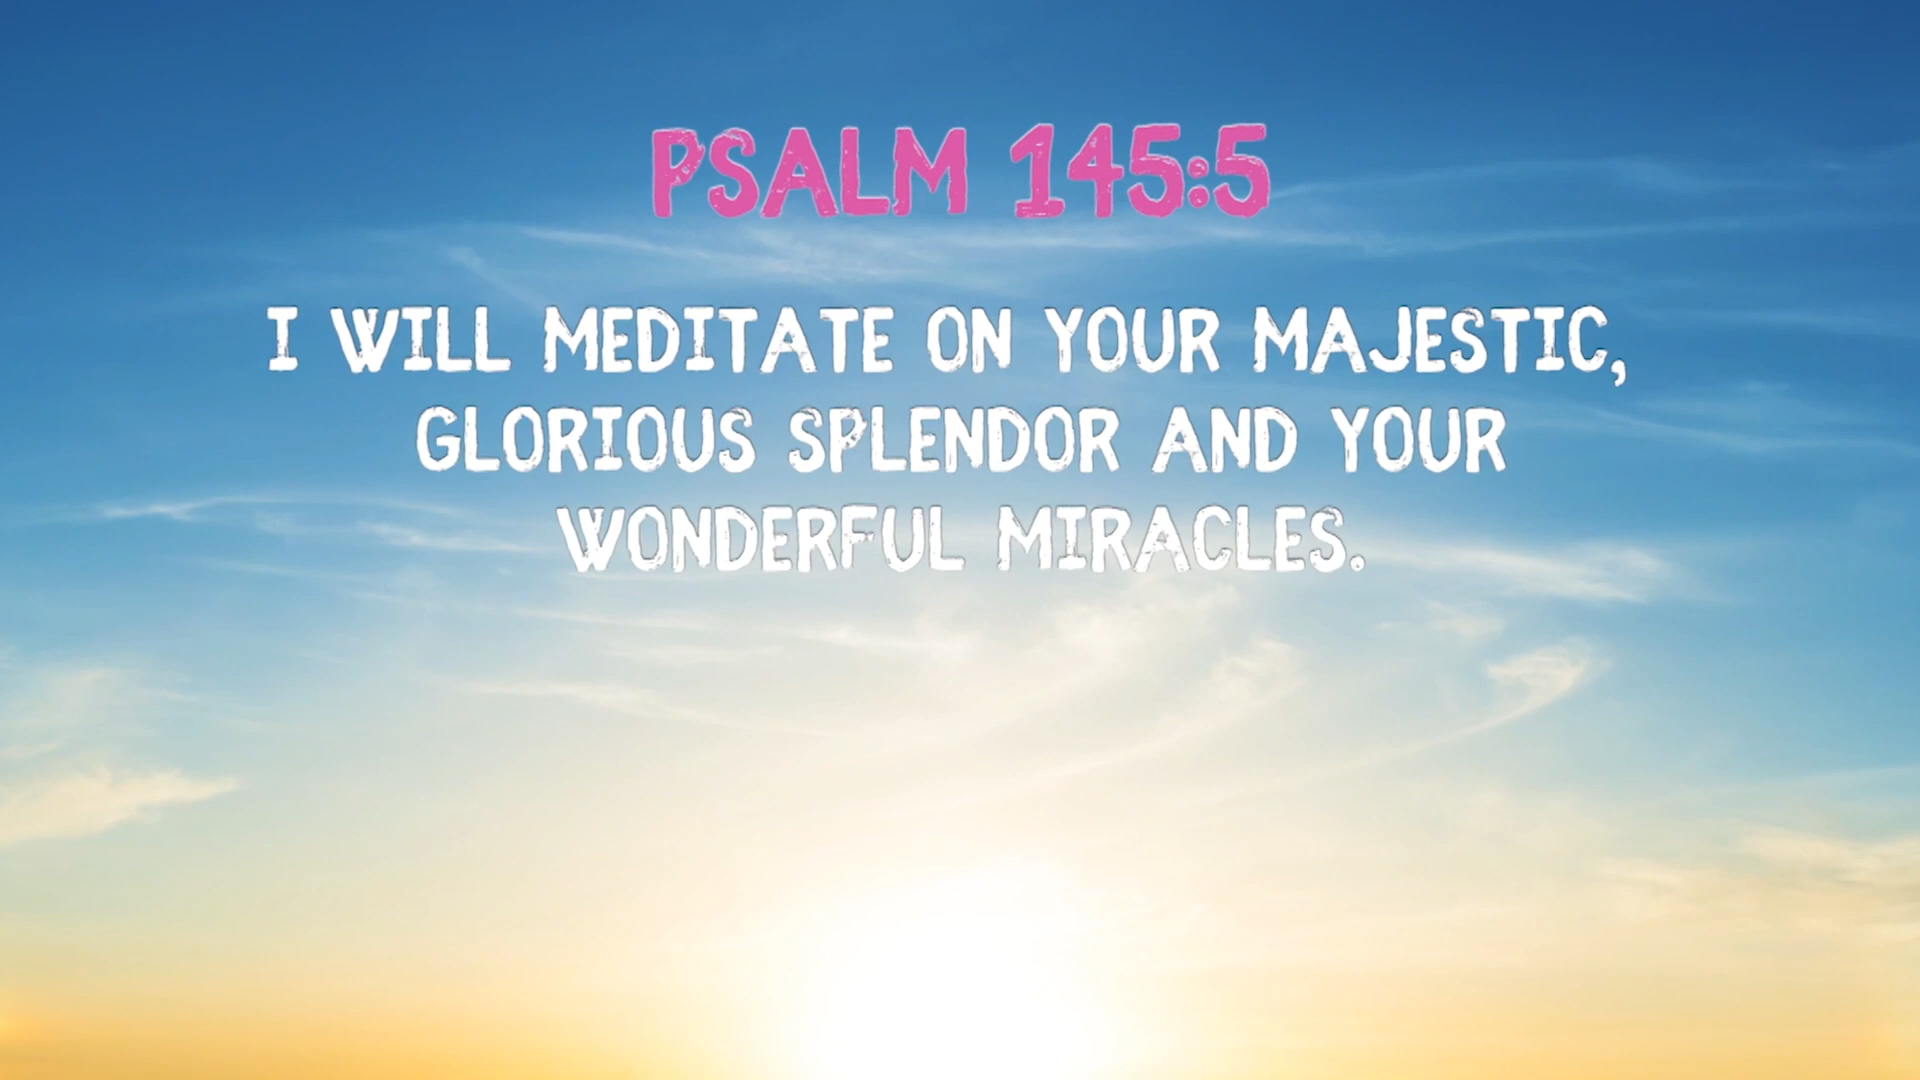 PSALM 145:5
I WILL MEDITATE ON YOUR MAJESTIC,
GLORIOUS SPLENDOR AND YOUR
WONDERFUL MIRACLES.